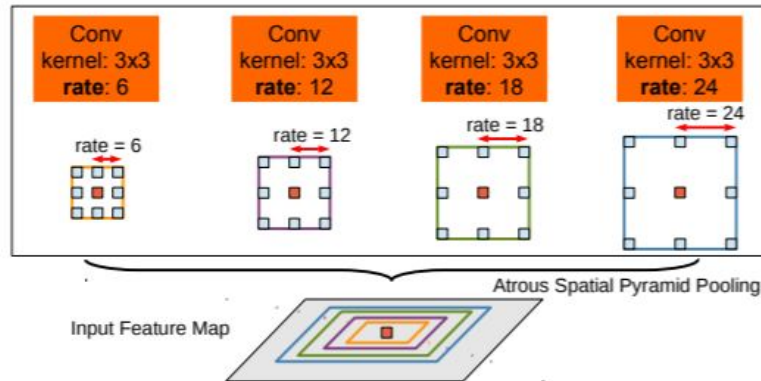 Conv
kernel: 3x3
rate: 6
Conv
kernel: 3x3
rate: 12
Conv
kernel: 3x3
rate: 18
Conv
kernel: 3x3
rate: 24
rate = 6
rate = 12
rate = 18
rate = 24
Atrous Spatial Pyramid Pooling
Input Feature Map